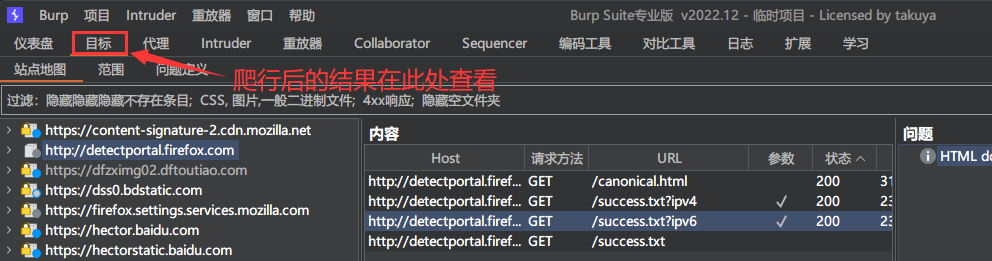 Burp 项目 Intruder 重放器 窗口 帮助 Burp Suite专业版 v2022.12 - 临时项目 - Licensed by takuya
仪表盘 目标 代理 Intruder 重放器 Collaborator Sequencer 编码工具 对比工具 日志 扩展 学习
站点地图 范围 问题定义
爬行后的结果在此处查看
过滤：隐藏隐藏隐藏不存在条目; CSS, 图片,一般二进制文件; 4xx响应; 隐藏空文件夹
https://content-signature-2.cdn.mozilla.net
http://detectportal.firefox.com
https://dfzximg02.dftoutiao.com
https://dss0.bdstatic.com
https://firefox.settings.services.mozilla.com
https://hector.baidu.com
https://hectorstatic.baidu.com
内容
Host 请求方法 URL 参数 状态
http://detectportal.firef... GET /canonical.html 200 31
http://detectportal.firef... GET /success.txt?ipv4 ✓ 200 23
http://detectportal.firef... GET /success.txt?ipv6 ✓ 200 23
http://detectportal.firef... GET /success.txt 200
问题
HTML do